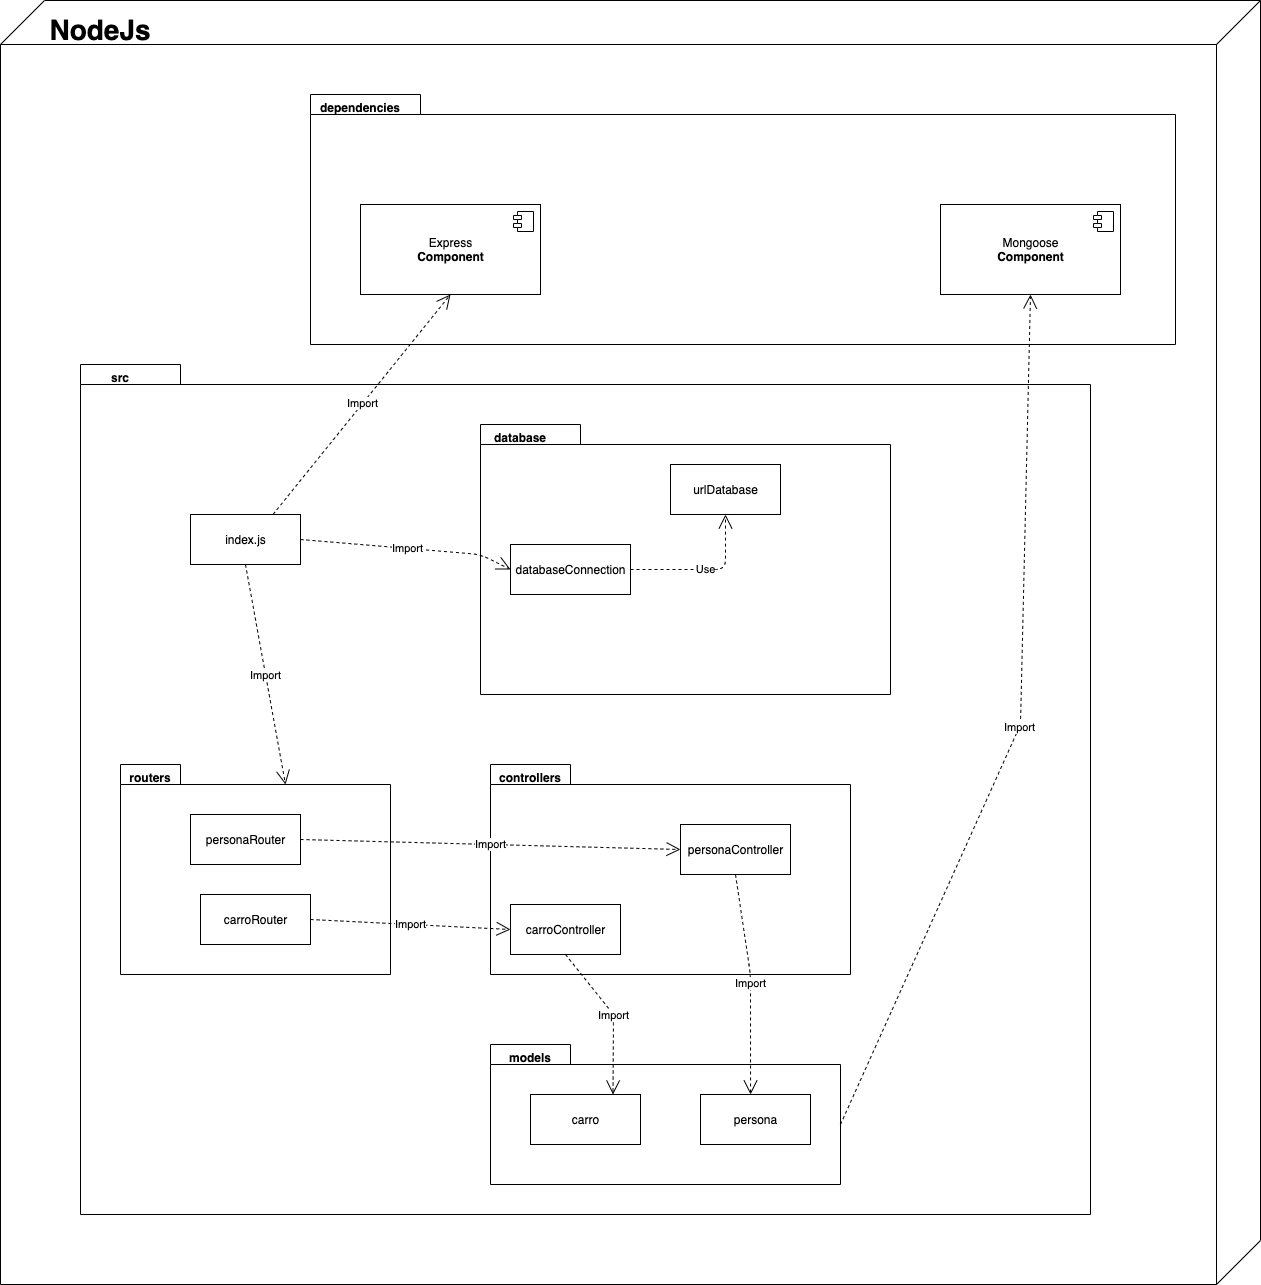 NodeJs
dependencies
Express
Component
Mongoose
Component
src
Import
database
urlDatabase
index.js
Import
databaseConnection
Use
Import
Import
routers
controllers
personaRouter
Import
personaController
carroRouter
Import
carroController
Import
Import
models
carro
persona